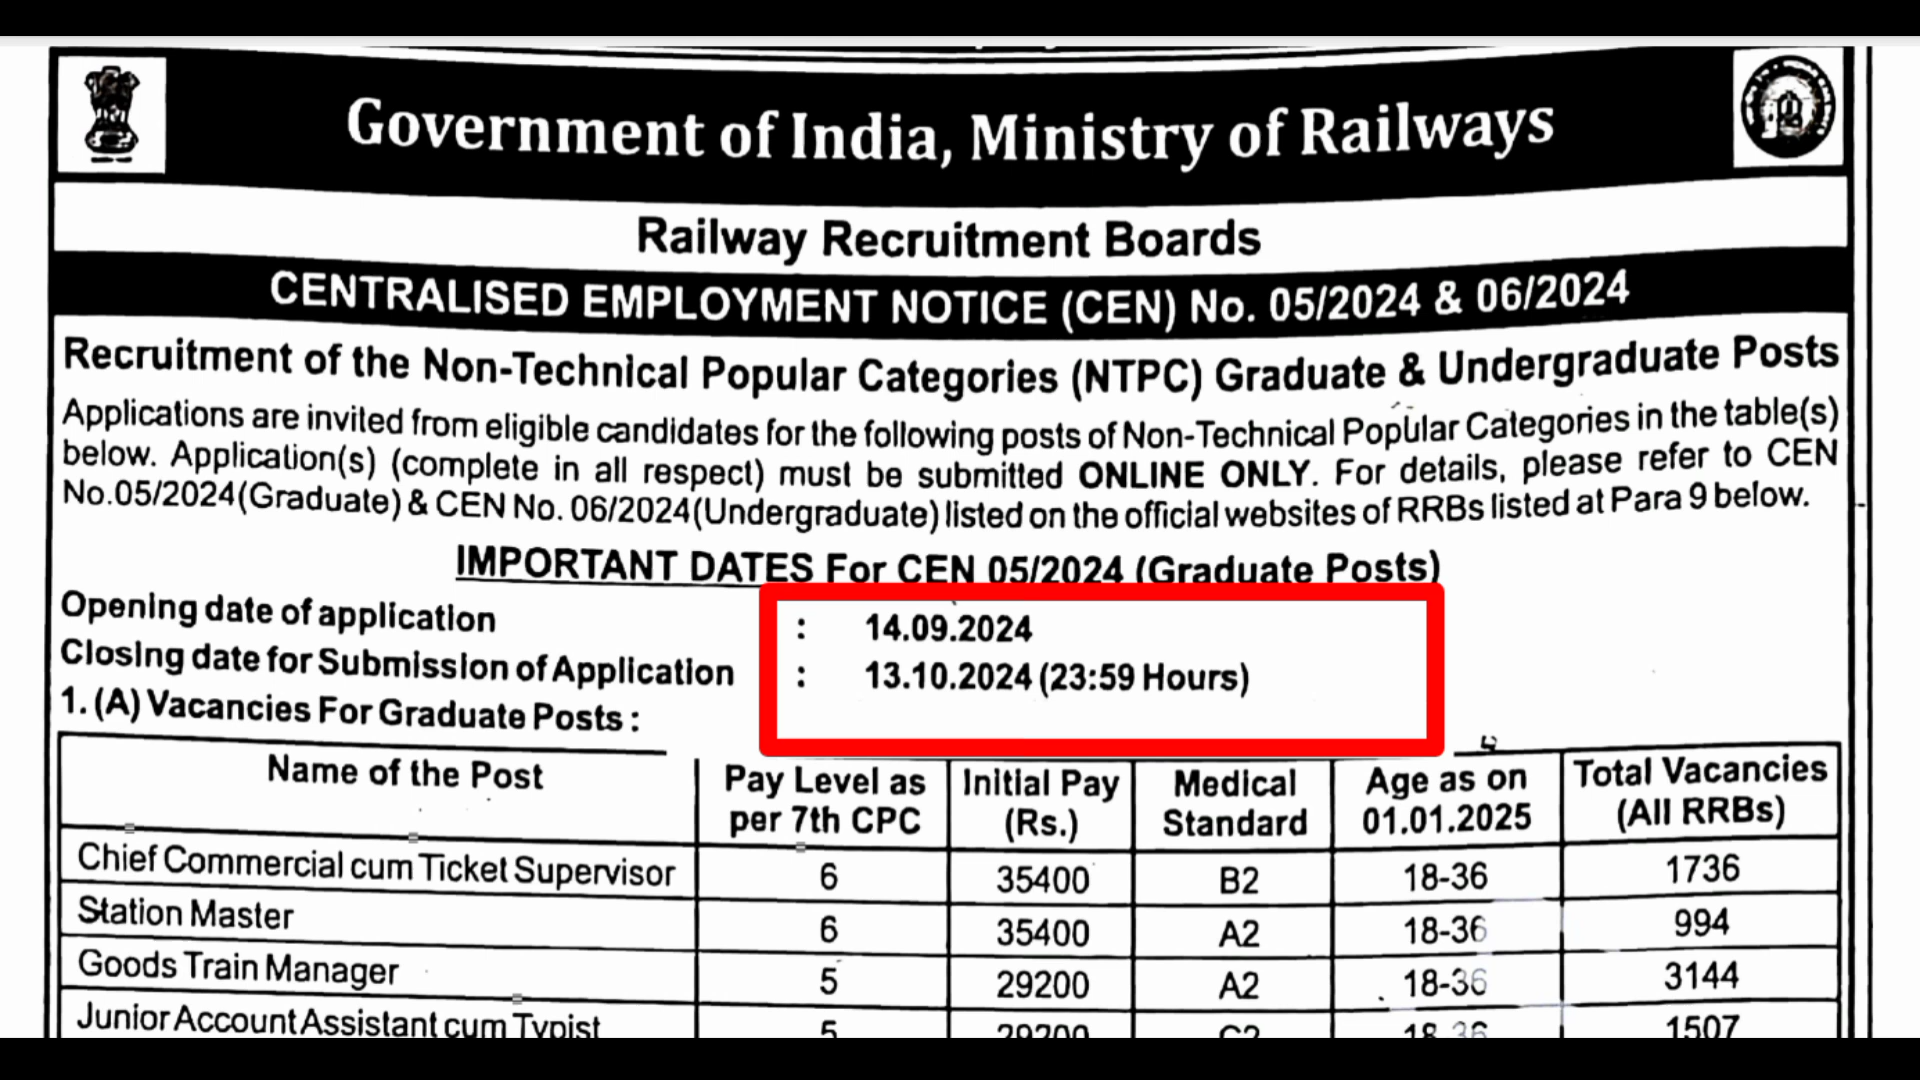 Government of India, Ministry of Railways
Railway Recruitment Boards
CENTRALISED EMPLOYMENT NOTICE (CEN) No. 05/2024 & 06/2024
Recruitment of the Non-Technical Popular Categories (NTPC) Graduate & Undergraduate Posts
Applications are invited from eligible candidates for the following posts of Non-Technical Popular Categories in the table(s)
below. Application(s) (complete in all respect) must be submitted ONLINE ONLY. For details, please refer to CEN
No.05/2024(Graduate) & CEN No. 06/2024(Undergraduate) listed on the official websites of RRBs listed at Para 9 below.
IMPORTANT DATES For CEN 05/2024 (Graduate Posts)
Opening date of application : 14.09.2024
Closing date for Submission of Application : 13.10.2024 (23:59 Hours)
1. (A) Vacancies For Graduate Posts :
Name of the Post Pay Level as per 7th CPC Initial Pay (Rs.) Medical Standard Age as on 01.01.2025 Total Vacancies (All RRBs)
Chief Commercial cum Ticket Supervisor 6 35400 B2 18-36 1736
Station Master 6 35400 A2 18-36 994
Goods Train Manager 5 29200 A2 18-36 3144
Junior Account Assistant cum Typist 5 29200 C2 18-36 1507